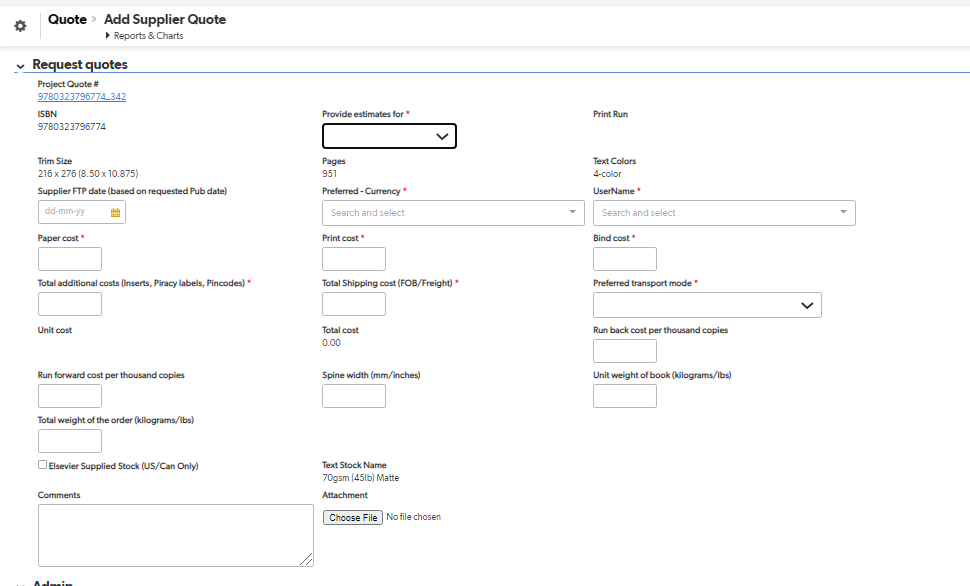 Quote > Add Supplier Quote
Reports & Charts
Request quotes
Project Quote #
9780323796774_342
ISBN
9780323796774
Provide estimates for *
Print Run
Trim Size
216 x 276 (8.50 x 10.875)
Pages
951
Text Colors
4-color
Supplier FTP date (based on requested Pub date)
dd-mm-yy
Preferred - Currency *
Search and select
UserName *
Search and select
Paper cost *
Print cost *
Bind cost *
Total additional costs (Inserts, Piracy labels, Pincodes) *
Total Shipping cost (FOB/Freight) *
Preferred transport mode *
Unit cost
Total cost
0.00
Run back cost per thousand copies
Run forward cost per thousand copies
Spine width (mm/inches)
Unit weight of book (kilograms/lbs)
Total weight of the order (kilograms/lbs)
Elsevier Supplied Stock (US/Can Only)
Text Stock Name
70gsm (45lb) Matte
Comments
Attachment
Choose File No file chosen
Admin